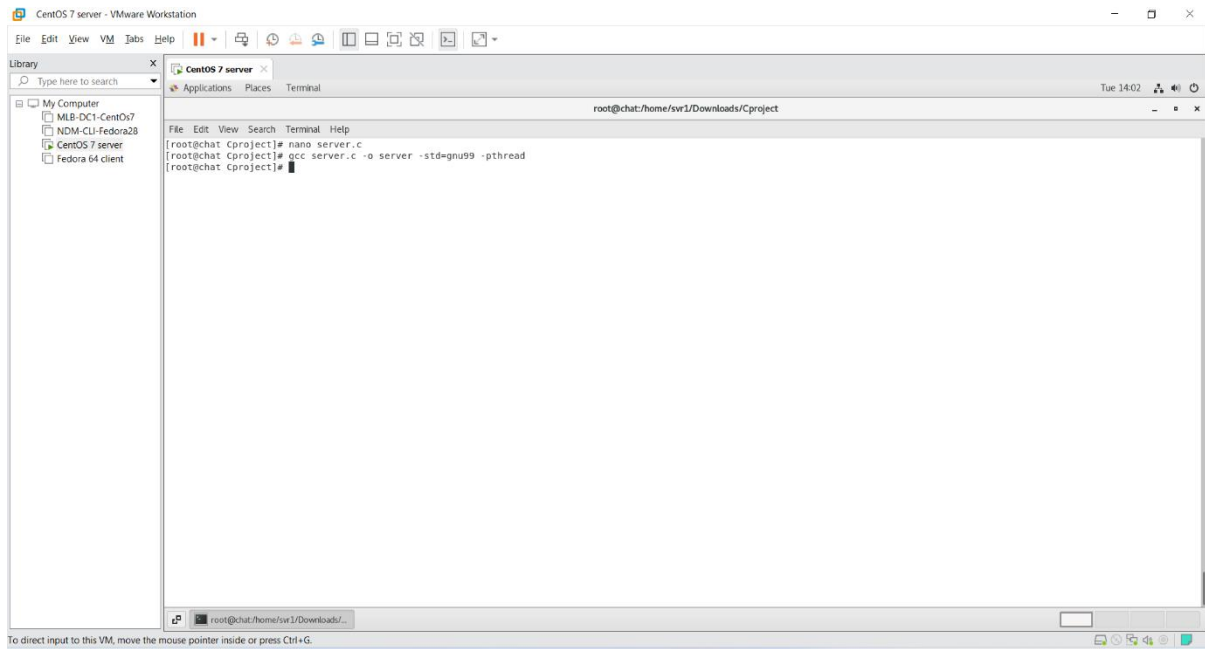 CentOS 7 server - VMware Workstation
File Edit View VM Tabs Help
Library
Type here to search
My Computer
MLB-DC1-CentOs7
NDM-CLI-Fedora28
CentOS 7 server
Fedora 64 client
CentOS 7 server
Applications Places Terminal
Tue 14:02
root@chat:/home/svr1/Downloads/Cproject
File Edit View Search Terminal Help
[root@chat Cproject]# nano server.c
[root@chat Cproject]# gcc server.c -o server -std=gnu99 -pthread
[root@chat Cproject]#
root@chat:/home/svr1/Downloads/...
To direct input to this VM, move the mouse pointer inside or press Ctrl+G.